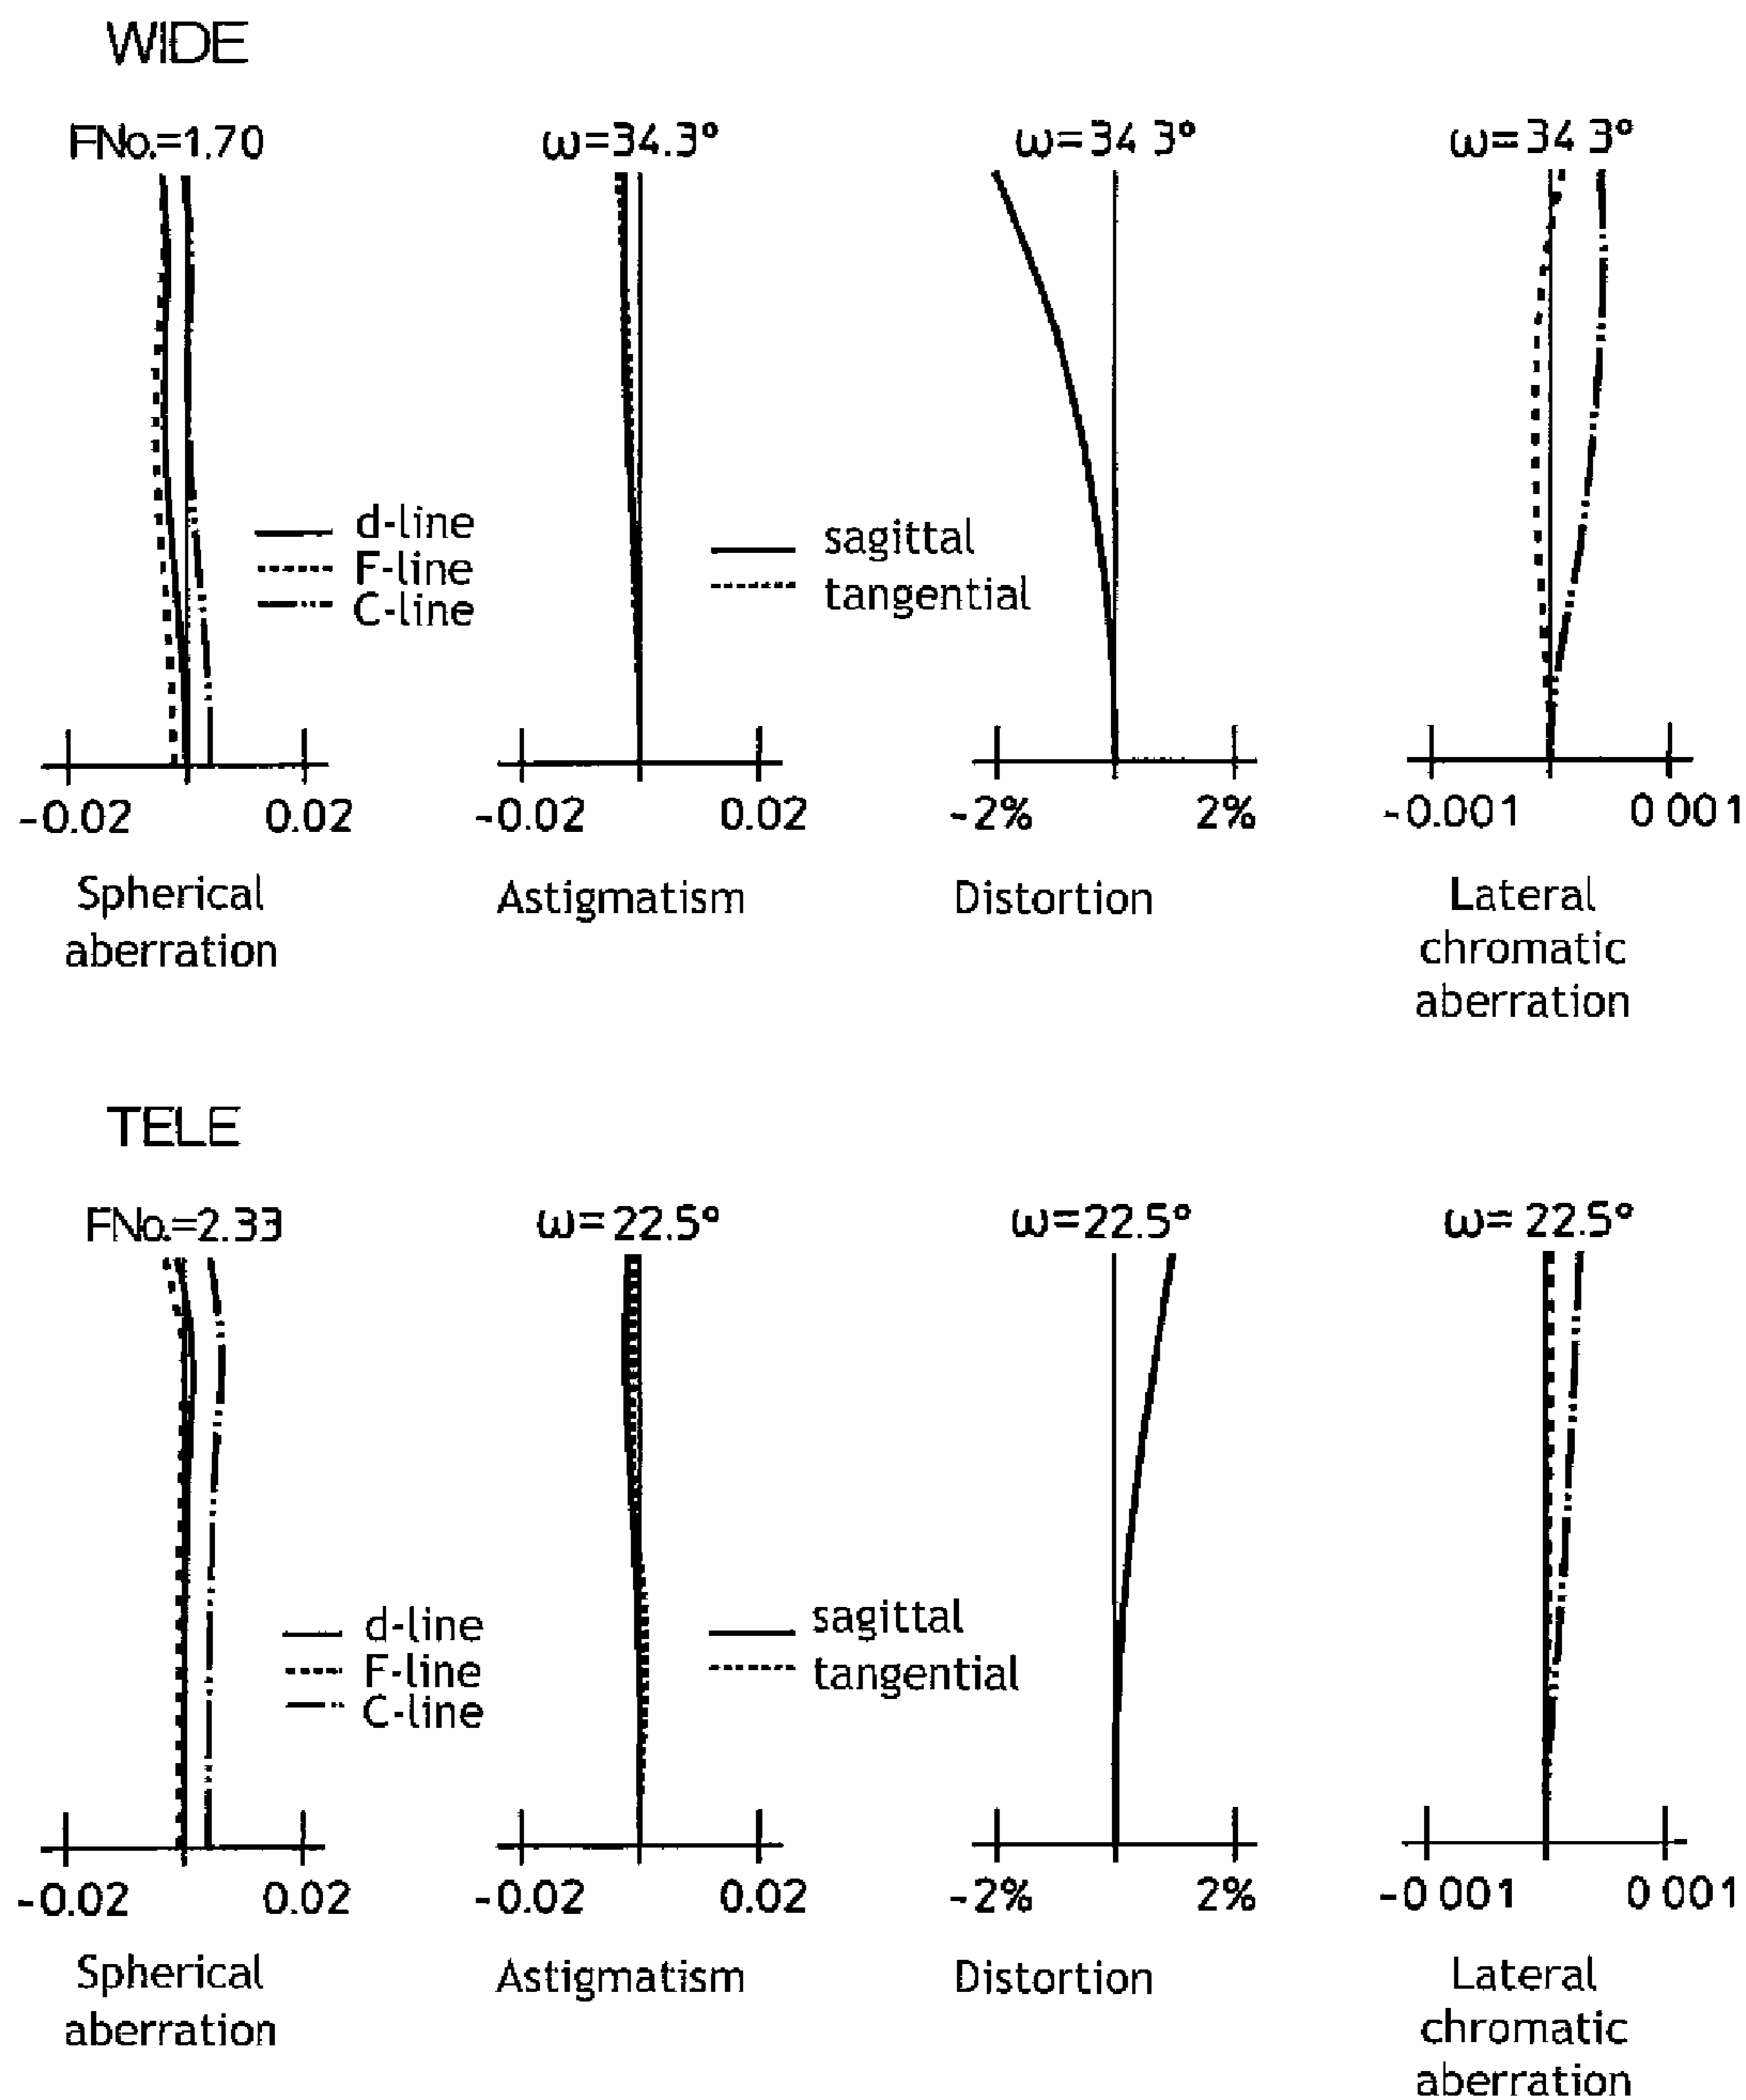 WIDE
FNo.=1.70
ω=34.3°
ω=34 3°
ω=34 3°
d-line
F-line
C-line
sagittal
tangential
-0.02
0.02
-0.02
0.02
-2%
2%
-0.001
0 001
Spherical
aberration
Astigmatism
Distortion
Lateral
chromatic
aberration
TELE
FNo.=2.33
ω=22.5°
ω=22.5°
ω=22.5°
d-line
F-line
C-line
sagittal
tangential
-0.02
0.02
-0.02
0.02
-2%
2%
-0 001
0 001
Spherical
aberration
Astigmatism
Distortion
Lateral
chromatic
aberration